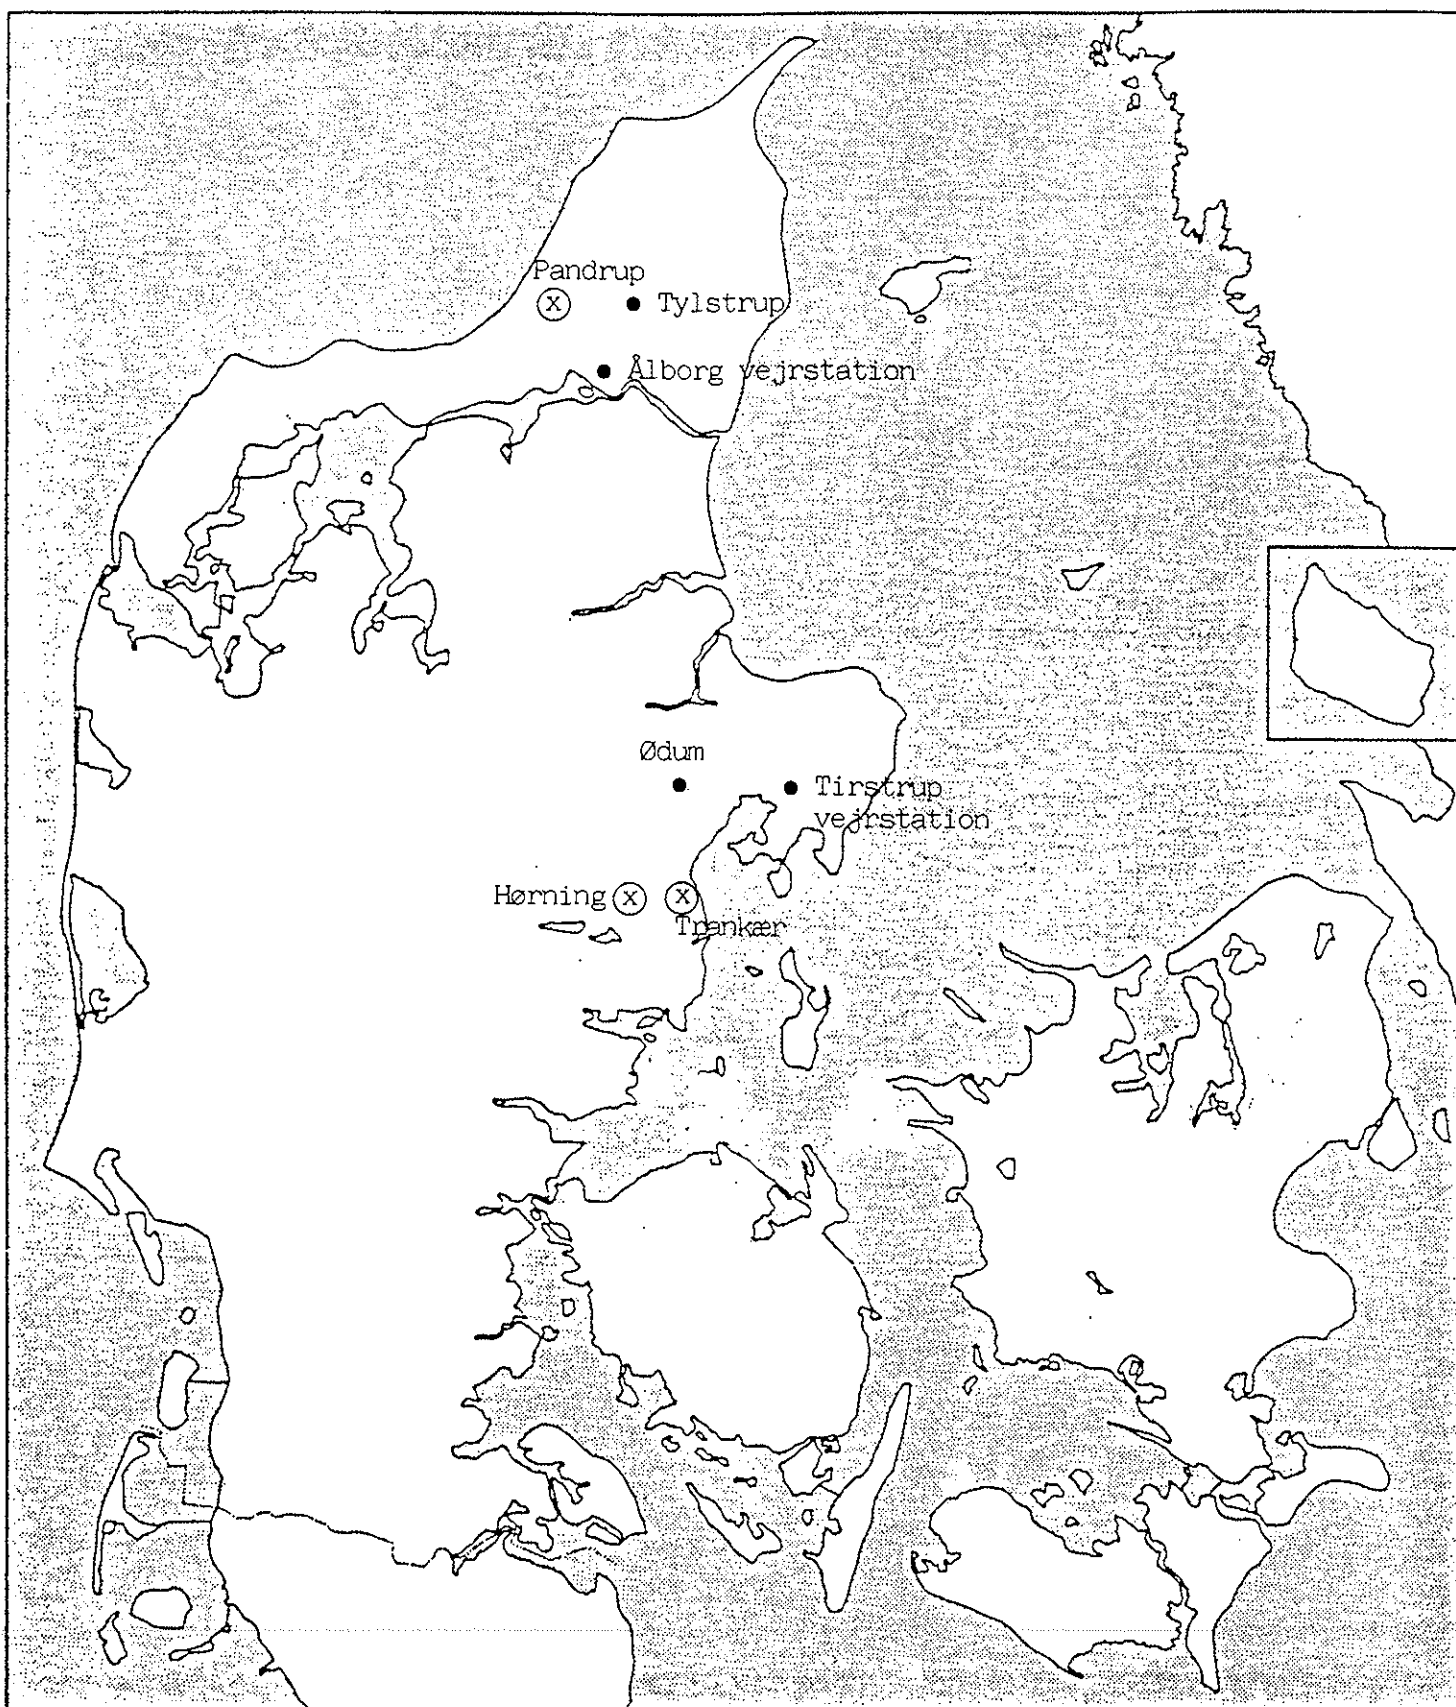 Pandrup
x
Tylstrup
Ålborg vejrstation
Ødum
Tirstrup
vejrstation
Hørning x
x
Trankær